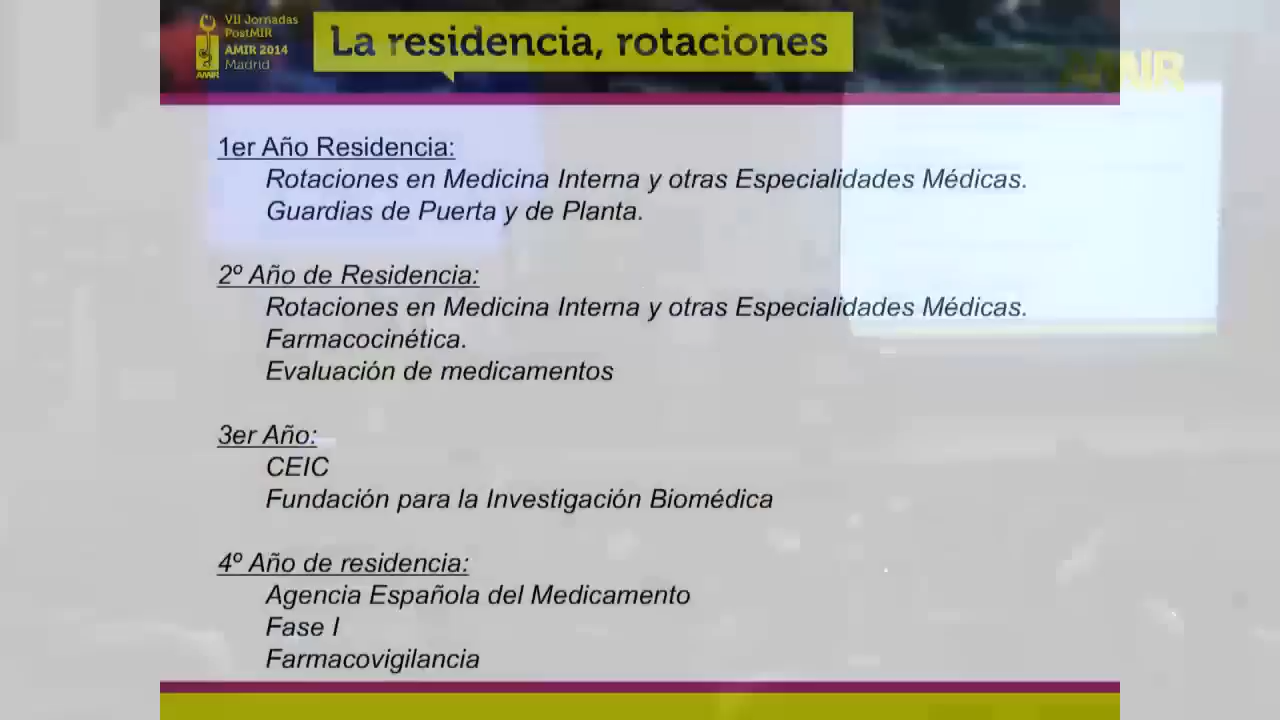 VII Jornadas
PostMIR
AMIR 2014
Madrid
AMIR
La residencia, rotaciones
AMIR
1er Año Residencia:
Rotaciones en Medicina Interna y otras Especialidades Médicas.
Guardias de Puerta y de Planta.
2º Año de Residencia:
Rotaciones en Medicina Interna y otras Especialidades Médicas.
Farmacocinética.
Evaluación de medicamentos
3er Año:
CEIC
Fundación para la Investigación Biomédica
4º Año de residencia:
Agencia Española del Medicamento
Fase I
Farmacovigilancia